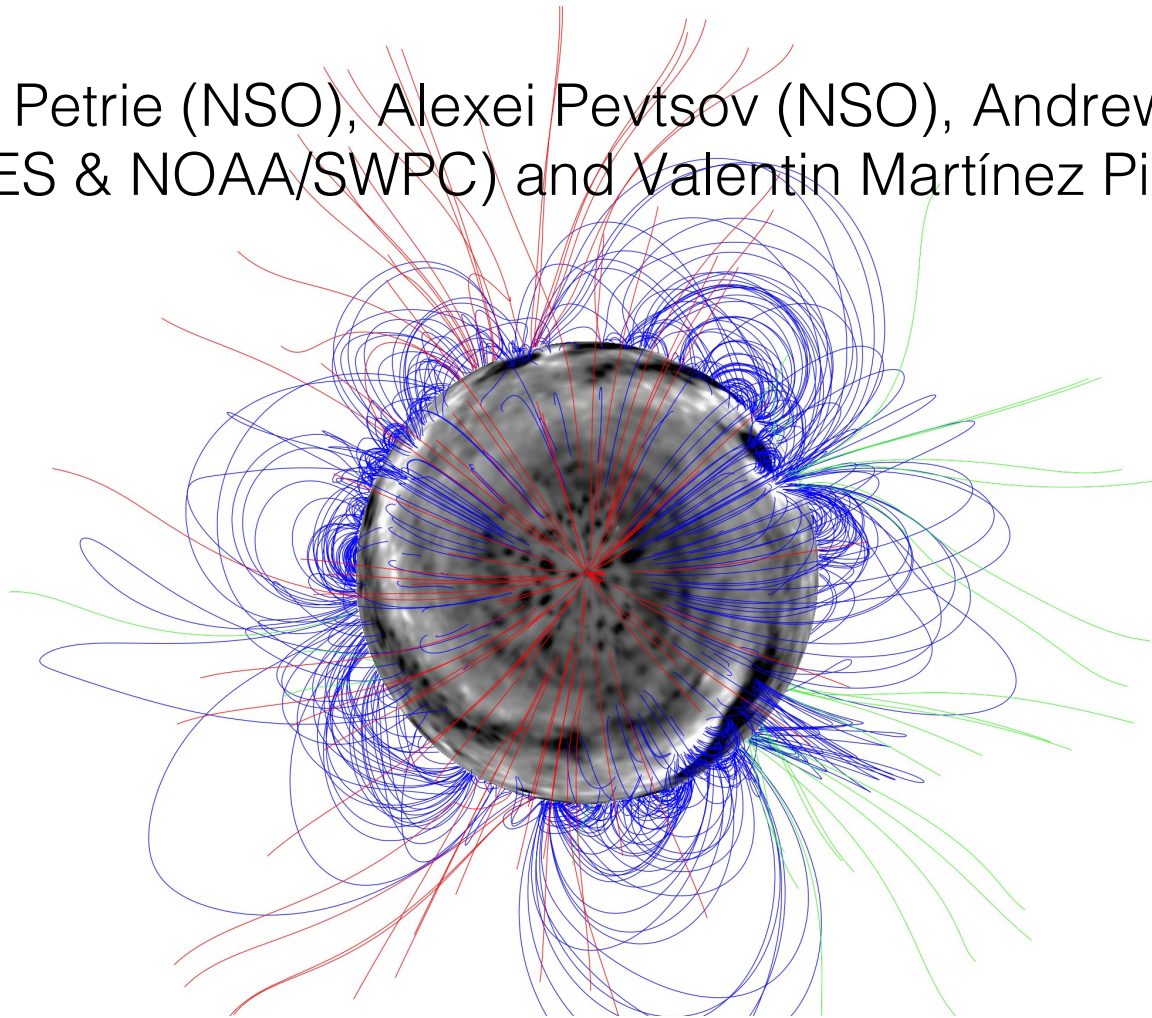 Petrie (NSO), Alexei Pevtsov (NSO), Andrew
ES & NOAA/SWPC) and Valentin Martínez Pi